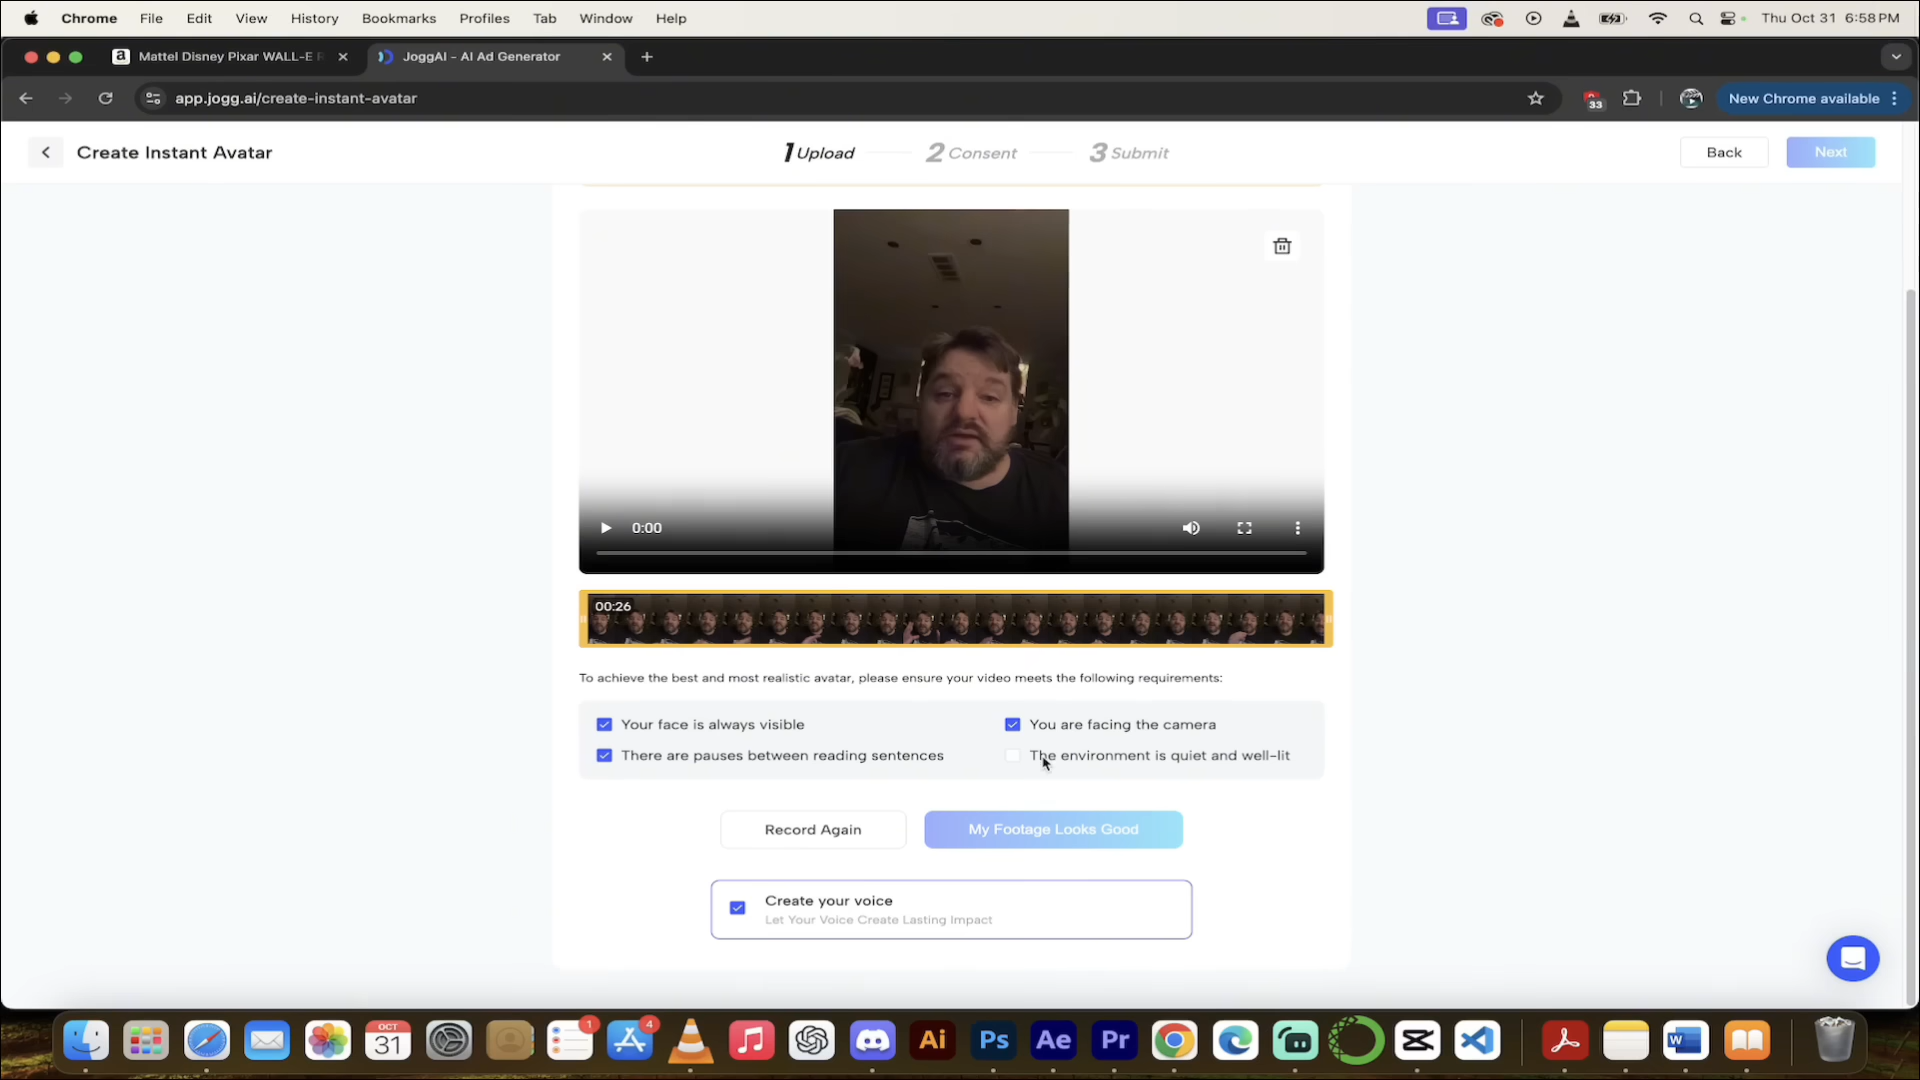 Chrome File Edit View History Bookmarks Profiles Tab Window Help Thu Oct 31 6:58 PM
Mattel Disney Pixar WALL-E JoggAI - AI Ad Generator
app.jogg.ai/create-instant-avatar 33 New Chrome available
Create Instant Avatar 1 Upload 2 Consent 3 Submit Back Next
0:00
00:26
To achieve the best and most realistic avatar, please ensure your video meets the following requirements:
Your face is always visible You are facing the camera
There are pauses between reading sentences The environment is quiet and well-lit
Record Again My Footage Looks Good
Create your voice
Let Your Voice Create Lasting Impact
OCT 31 1 4 Ai Ps Ae Pr W